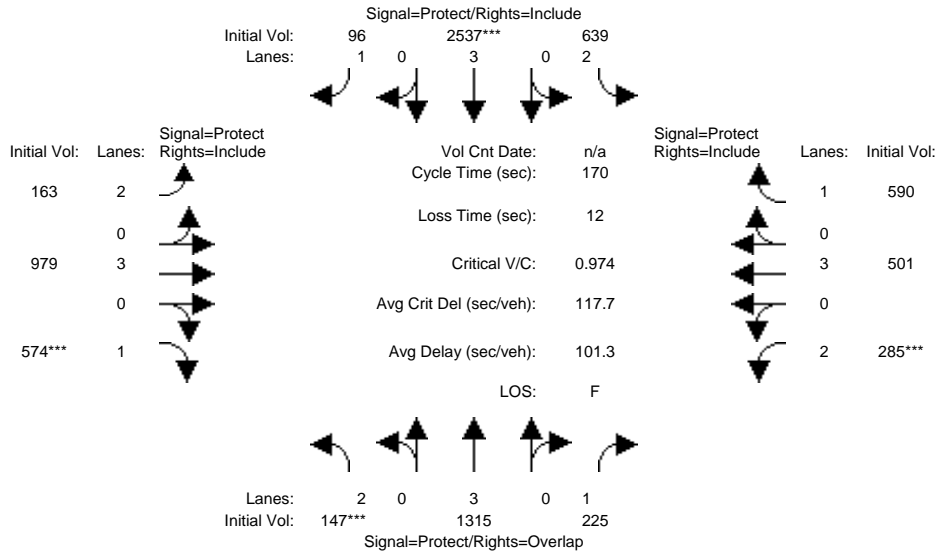 Signal=Protect/Rights=Include
Initial Vol: 96 2537*** 639
Lanes: 1 0 3 0 2
Signal=Protect Signal=Protect
Initial Vol: Lanes: Rights=Include Vol Cnt Date: n/a Rights=Include Lanes: Initial Vol:
Cycle Time (sec): 170
163 2 1 590
Loss Time (sec): 12
0 0
979 3 Critical V/C: 0.974 3 501
0 Avg Crit Del (sec/veh): 117.7 0
574*** 1 Avg Delay (sec/veh): 101.3 2 285***
LOS: F
Lanes: 2 0 3 0 1
Initial Vol: 147*** 1315 225
Signal=Protect/Rights=Overlap